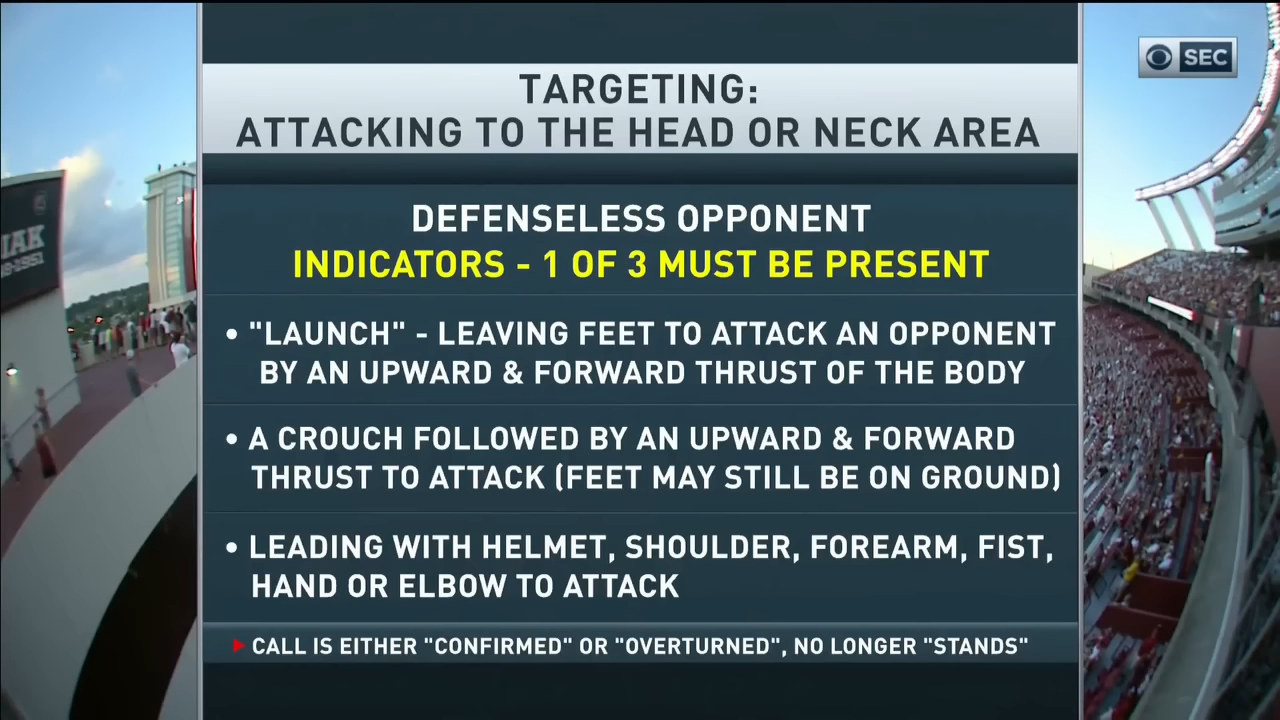 SEC
TARGETING:
ATTACKING TO THE HEAD OR NECK AREA
DEFENSELESS OPPONENT
INDICATORS - 1 OF 3 MUST BE PRESENT
• "LAUNCH" - LEAVING FEET TO ATTACK AN OPPONENT
BY AN UPWARD & FORWARD THRUST OF THE BODY
• A CROUCH FOLLOWED BY AN UPWARD & FORWARD
THRUST TO ATTACK (FEET MAY STILL BE ON GROUND)
• LEADING WITH HELMET, SHOULDER, FOREARM, FIST,
HAND OR ELBOW TO ATTACK
CALL IS EITHER "CONFIRMED" OR "OVERTURNED", NO LONGER "STANDS"